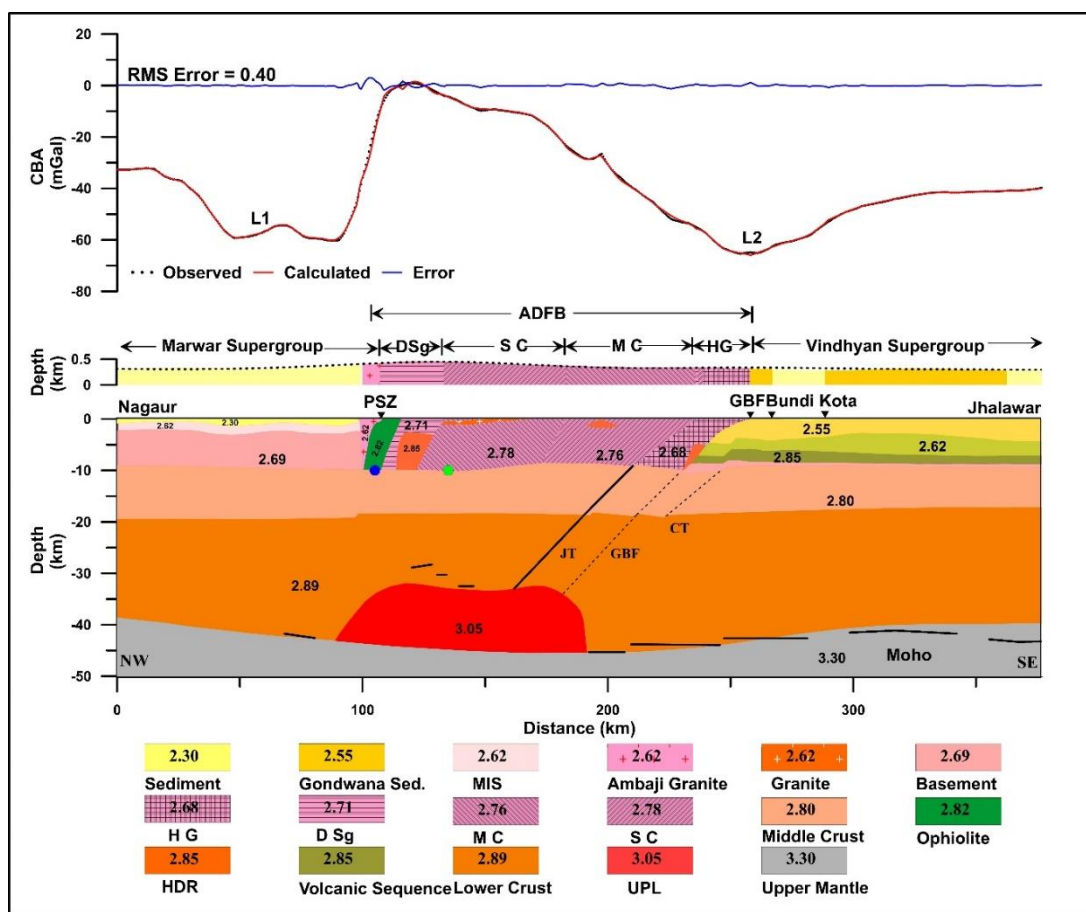 20
0
-20
-40
-60
-80
CBA
(mGal)
RMS Error = 0.40
L1
L2
Observed Calculated Error
ADFB
Marwar Supergroup DSg S C M C HG Vindhyan Supergroup
Depth
(km)
0.5
0
Nagaur PSZ GBF Bundi Kota Jhalawar
0
-10
-20
-30
-40
-50
Depth
(km)
2.62 2.30 2.62 2.82 2.71 2.55
2.69 2.85 2.78 2.76 2.68 2.85 2.62
2.80
JT GBF CT
2.89
3.05
3.30 Moho
NW SE
0 100 200 300
Distance (km)
2.30 2.55 2.62 2.62 2.62 2.69
Sediment Gondwana Sed. MIS Ambaji Granite Granite Basement
2.68 2.71 2.76 2.78 2.80 2.82
H G D Sg M C S C Middle Crust Ophiolite
2.85 2.85 2.89 3.05 3.30
HDR Volcanic Sequence Lower Crust UPL Upper Mantle